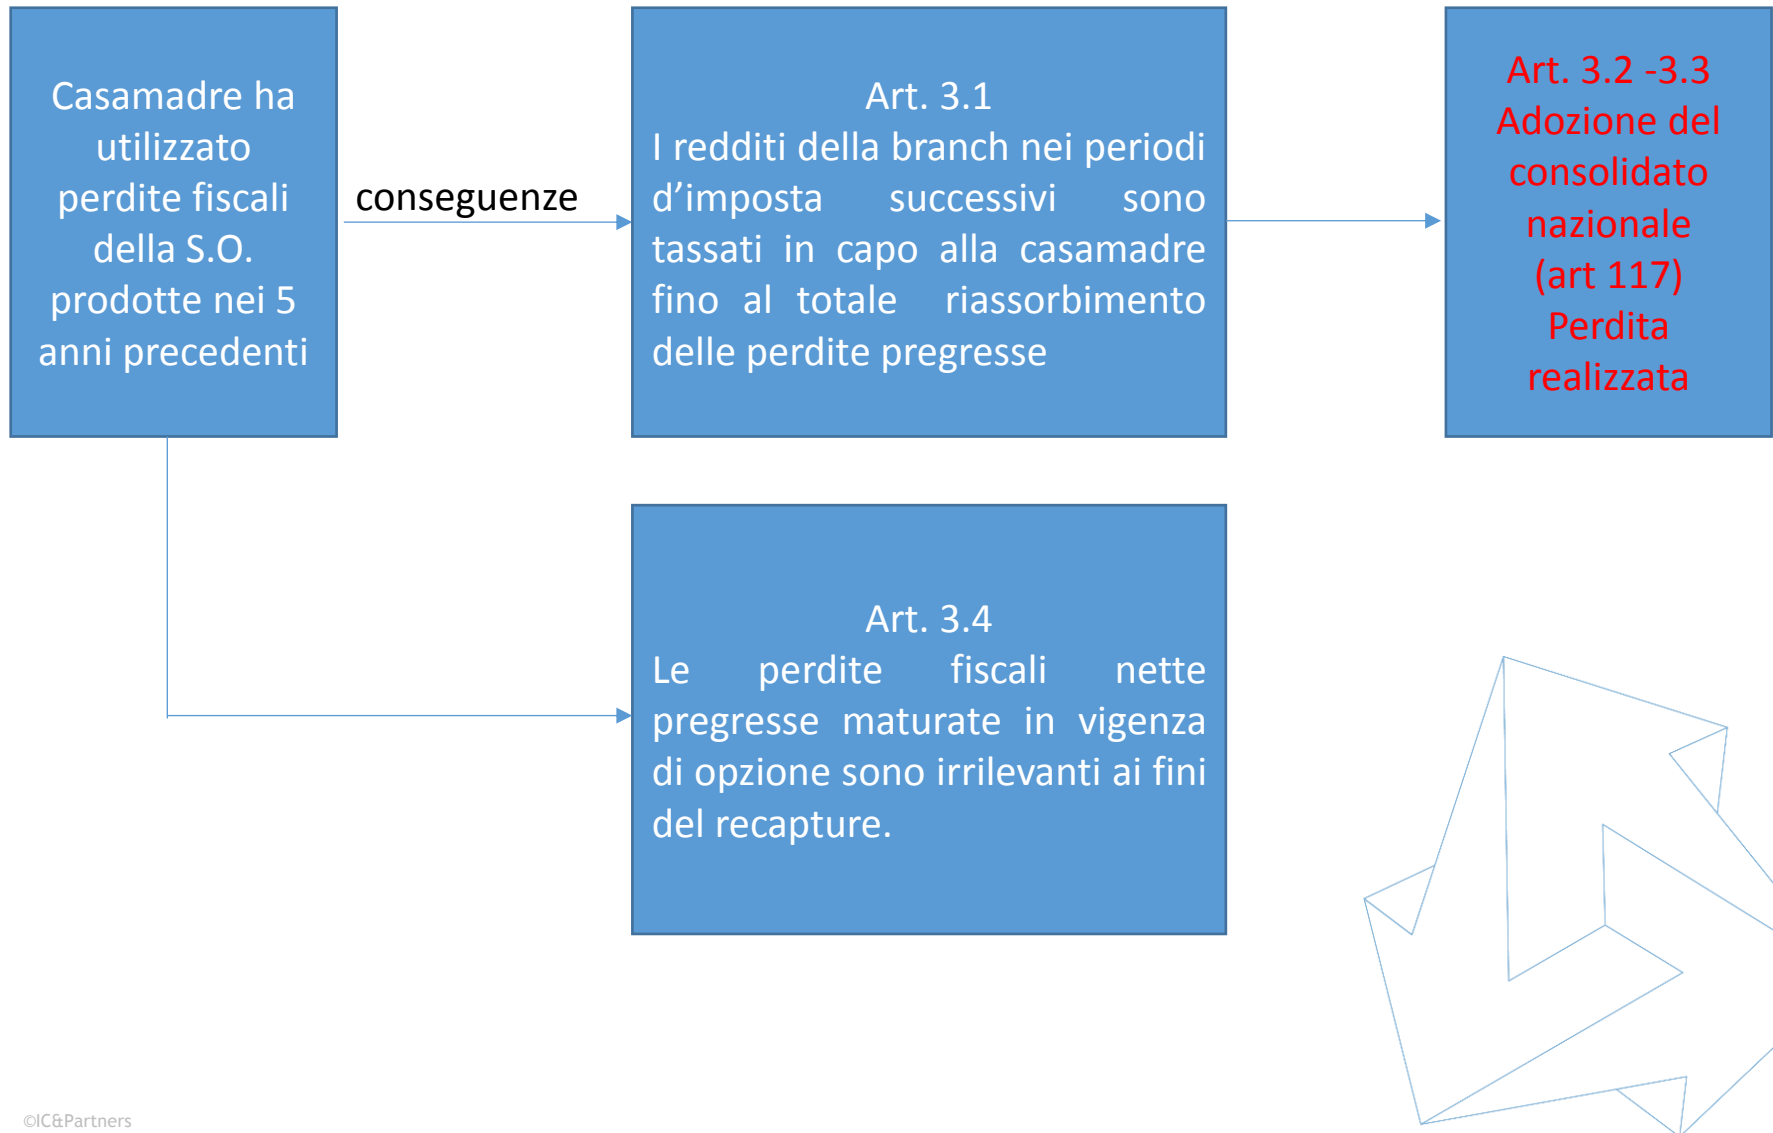 Casamadre ha
utilizzato
perdite fiscali
della S.O.
prodotte nei 5
anni precedenti
conseguenze
Art. 3.1
I redditi della branch nei periodi
d’imposta successivi sono
tassati in capo alla casamadre
fino al totale riassorbimento
delle perdite pregresse
Art. 3.2 -3.3
Adozione del
consolidato
nazionale
(art 117)
Perdita
realizzata
Art. 3.4
Le perdite fiscali nette
pregresse maturate in vigenza
di opzione sono irrilevanti ai fini
del recapture.
©IC&Partners